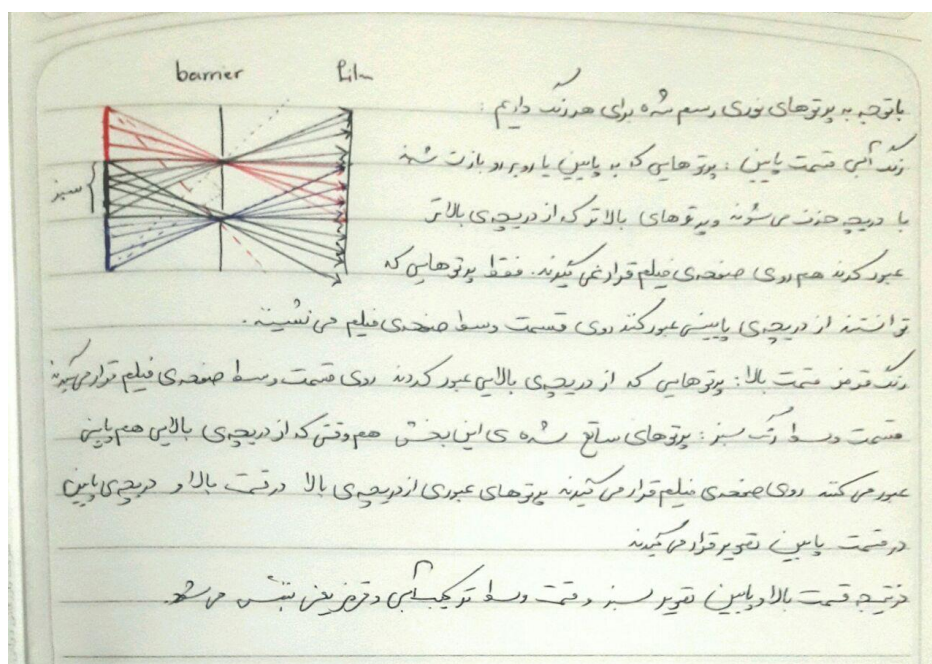 barrier
film
سبز
باتوجه به پرتوهای نوری رسم شده برای هر رنگ داریم :
رنگ آبی قسمت پایین : پرتوهایی که به پایین یا روبرو بازتاب شدند
با دریچه حذف می شوند و پرتوهای بالاتر که از دریچه ی بالاتر
عبور کردند هم روی صفحه ی فیلم قرار نمی گیرند. فقط پرتوهایی که
توانستند از دریچه ی پایینی عبور کنند روی قسمت وسط صفحه ی فیلم می نشینند.
رنگ قرمز قسمت بالا : پرتوهایی که از دریچه ی بالایی عبور کردند روی قسمت وسط صفحه ی فیلم قرار می گیرند
قسمت وسط رنگ سبز : پرتوهای ساتع شده ی این بخش هم وقتی که از دریچه ی بالایی هم پایینی
عبور می کنند روی صفحه ی فیلم قرار می گیرند پرتوهای عبوری از دریچه ی بالا در قسمت بالا و دریچه ی پایین
در قسمت پایین تصویر قرار می گیرند
در نتیجه قسمت بالا و پایین تصویر سبز و قسمت وسط ترکیب آبی و قرمز یعنی بنفش می شود.